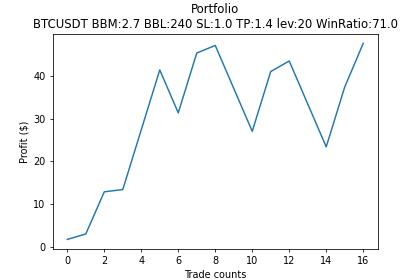 Portfolio
BTCUSDT BBM:2.7 BBL:240 SL:1.0 TP:1.4 lev:20 WinRatio:71.0
40
30
20
10
0
Profit ($)
0 2 4 6 8 10 12 14 16
Trade counts